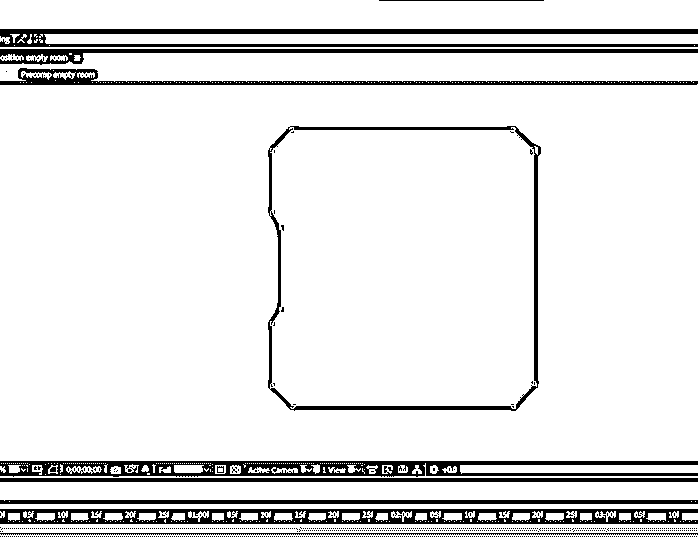 osition empty room
Precomp empty room
0;00;00;00
Full
Active Camera
1 View
+0.0
05f 10f 15f 20f 25f 01:00f 05f 10f 15f 20f 25f 02:00f 05f 10f 15f 20f 25f 03:00f 05f 10f